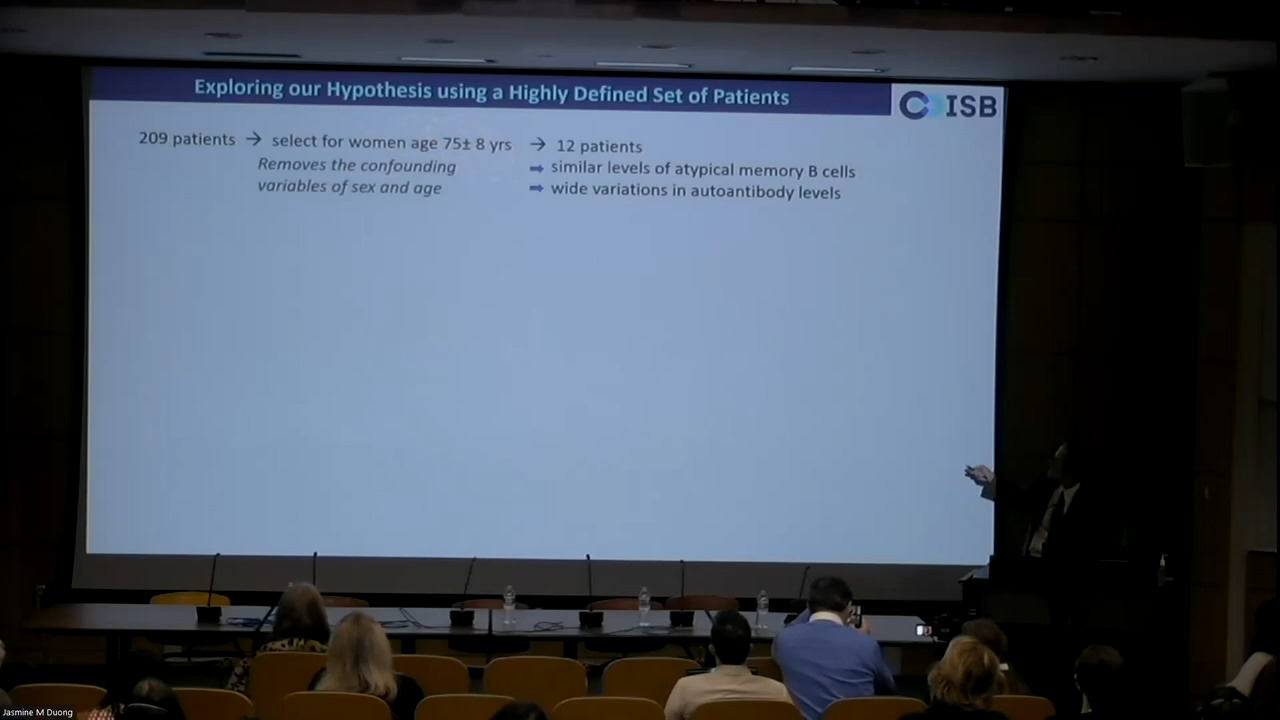 Exploring our Hypothesis using a Highly Defined Set of Patients
ISB
209 patients → select for women age 75± 8 yrs → 12 patients
Removes the confounding
variables of sex and age
➡ similar levels of atypical memory B cells
➡ wide variations in autoantibody levels
Jasmine M Duong